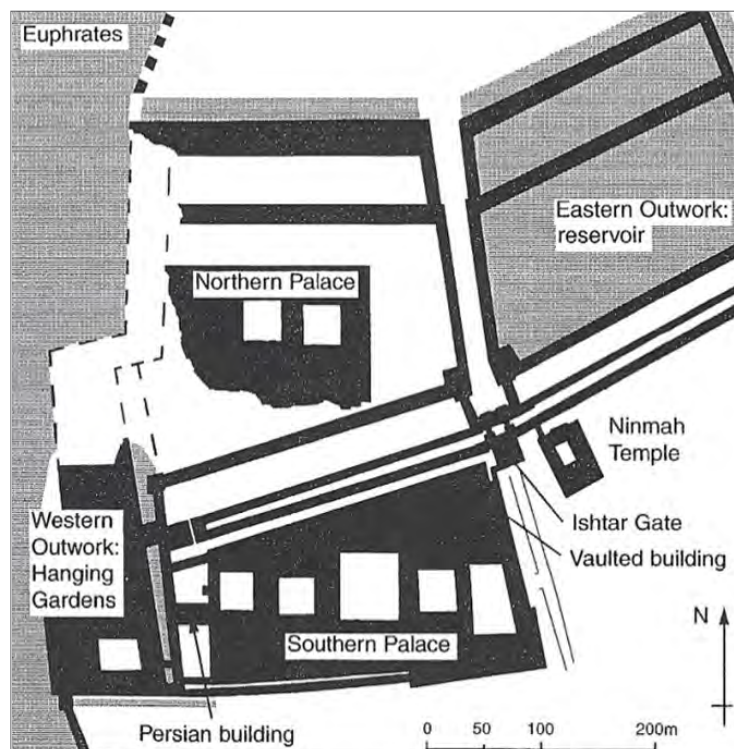 Euphrates
Eastern Outwork:
reservoir
Northern Palace
Ninmah
Temple
Ishtar Gate
Western
Outwork:
Hanging
Gardens
Vaulted building
N
Southern Palace
Persian building
0 50 100 200m